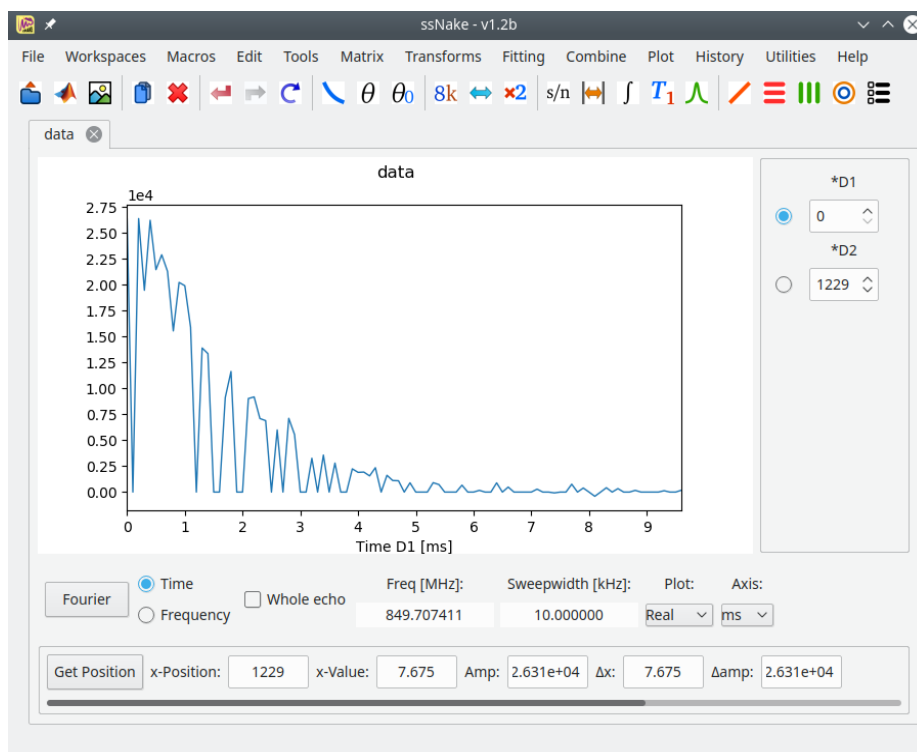 ssNake - v1.2b
File Workspaces Macros Edit Tools Matrix Transforms Fitting Combine Plot History Utilities Help
θ θ0 8k ×2 s/n ∫ T1
data
data
1e4
2.75
2.50
2.25
2.00
1.75
1.50
1.25
1.00
0.75
0.50
0.25
0.00
0 1 2 3 4 5 6 7 8 9
Time D1 [ms]
*D1
0
*D2
1229
Fourier
Time
Frequency
Whole echo
Freq [MHz]: Sweepwidth [kHz]: Plot: Axis:
849.707411 10.000000 Real ms
Get Position x-Position: 1229 x-Value: 7.675 Amp: 2.631e+04 Δx: 7.675 Δamp: 2.631e+04